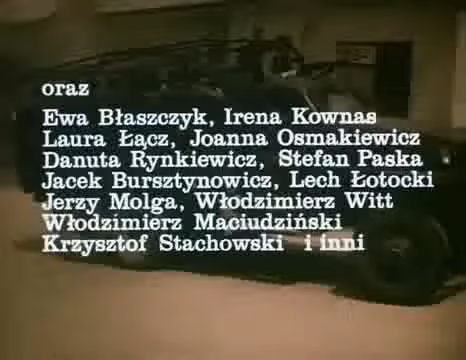 oraz
Ewa Błaszczyk, Irena Kownas
Laura Łącz, Joanna Osmakiewicz
Danuta Rynkiewicz, Stefan Paska
Jacek Bursztynowicz, Lech Łotocki
Jerzy Molga, Włodzimierz Witt
Włodzimierz Maciudziński
Krzysztof Stachowski i inni